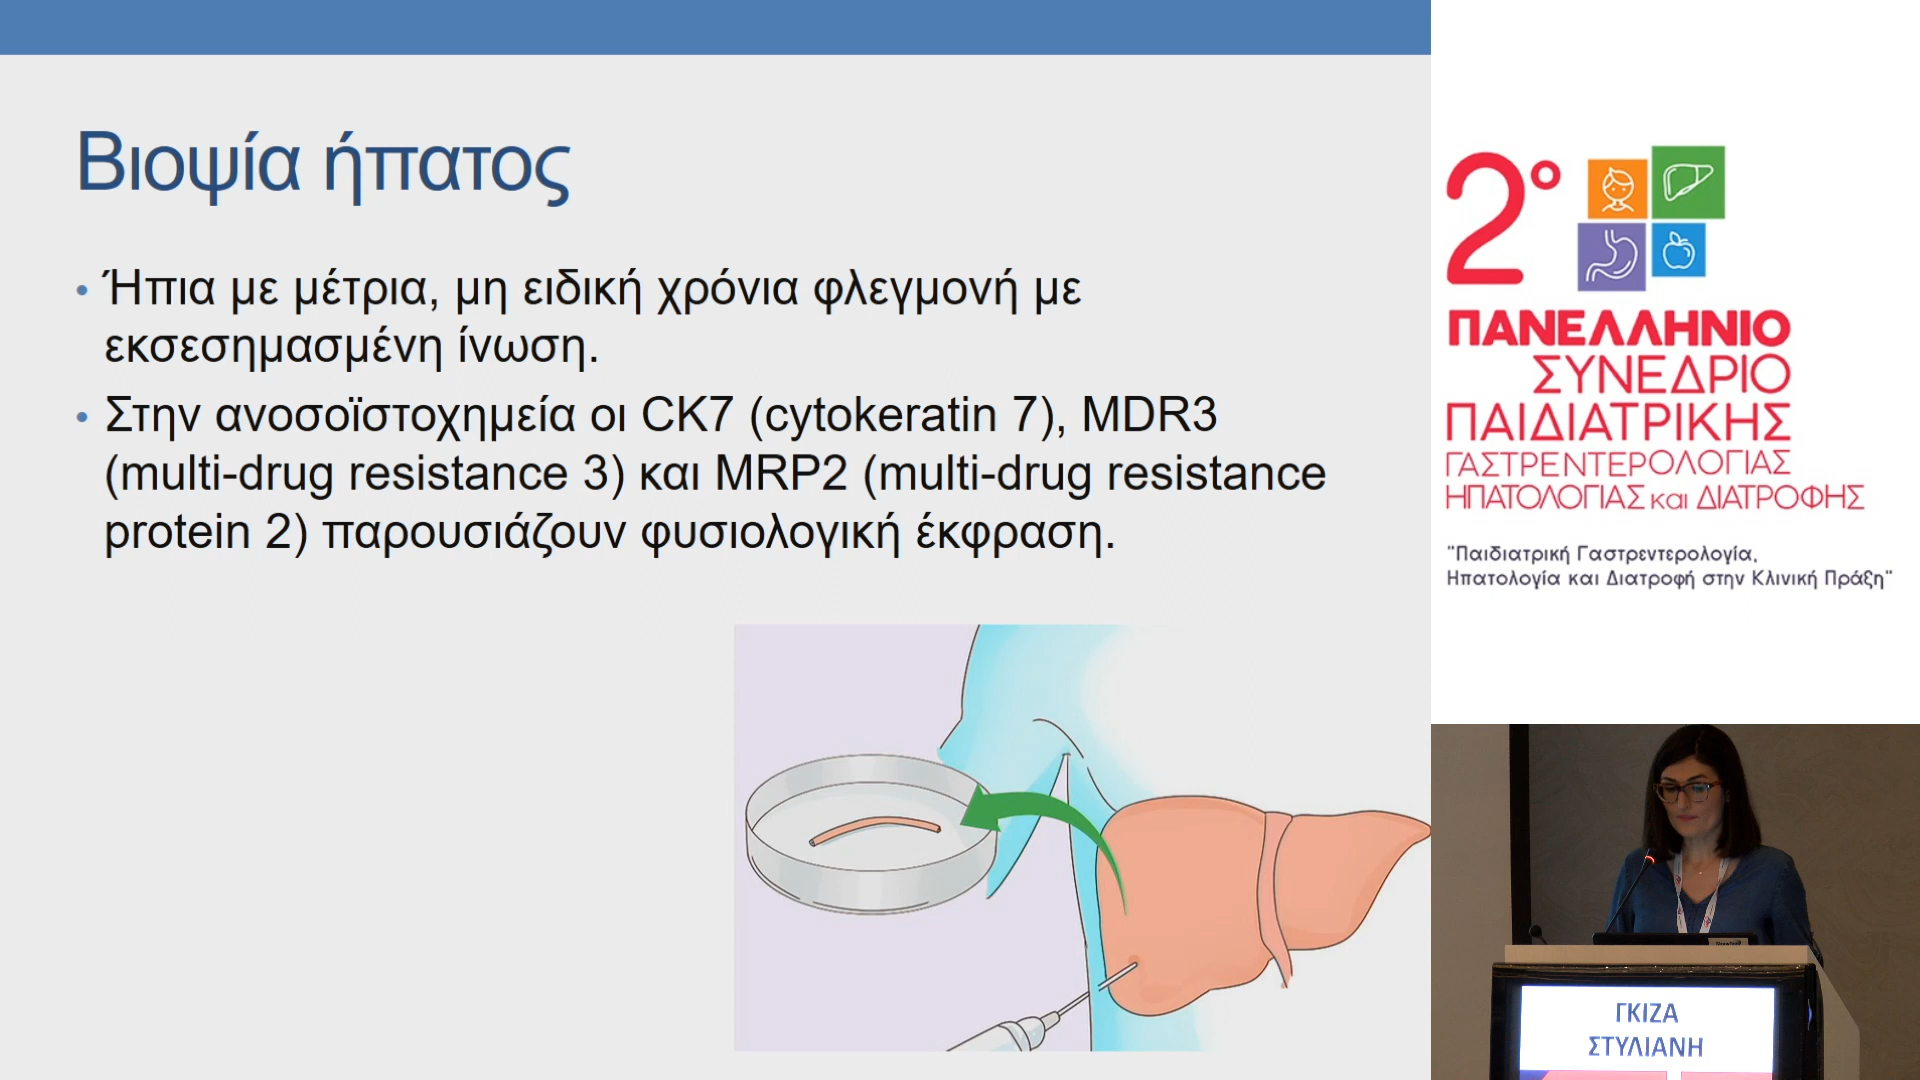 Βιοψία ήπατος
• Ήπια με μέτρια, μη ειδική χρόνια φλεγμονή με
εκσεσημασμένη ίνωση.
• Στην ανοσοϊστοχημεία οι CK7 (cytokeratin 7), MDR3
(multi-drug resistance 3) και MRP2 (multi-drug resistance
protein 2) παρουσιάζουν φυσιολογική έκφραση.
2ο
ΠΑΝΕΛΛΗΝΙΟ
ΣΥΝΕΔΡΙΟ
ΠΑΙΔΙΑΤΡΙΚΗΣ
ΓΑΣΤΡΕΝΤΕΡΟΛΟΓΙΑΣ
ΗΠΑΤΟΛΟΓΙΑΣ και ΔΙΑΤΡΟΦΗΣ
"Παιδιατρική Γαστρεντερολογία,
Ηπατολογία και Διατροφή στην Κλινική Πράξη"
ΓΚΙΖΑ
ΣΤΥΛΙΑΝΗ